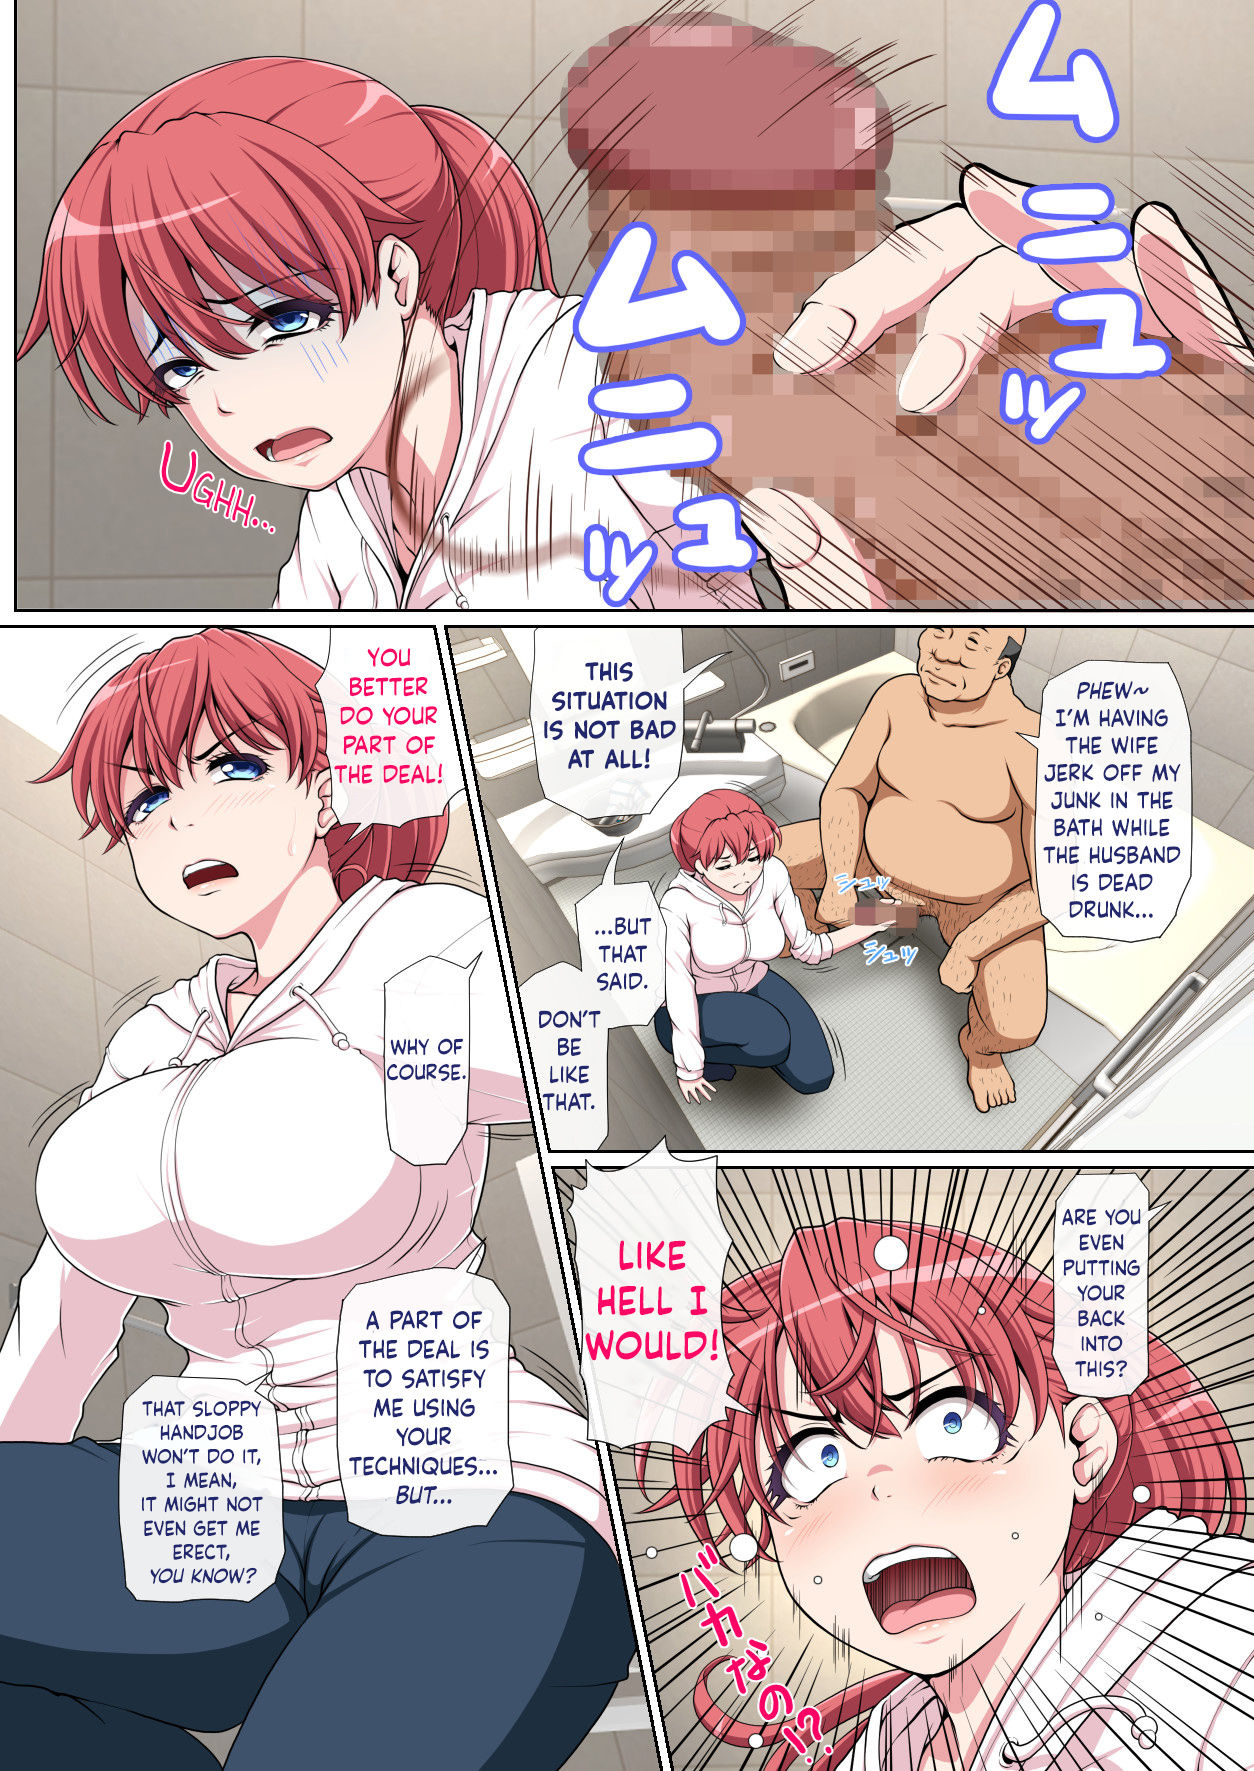 ムニュッ
ムニュッ
UGHH...
PHEW~
I'M HAVING
THE WIFE
JERK OFF MY
JUNK IN THE
BATH WHILE
THE HUSBAND
IS DEAD
DRUNK...
THIS
SITUATION
IS NOT BAD
AT ALL!
シュッ
シュッ
...BUT
THAT
SAID.
DON'T
BE
LIKE
THAT.
YOU
BETTER
DO YOUR
PART OF
THE DEAL!
WHY OF
COURSE.
A PART OF
THE DEAL IS
TO SATISFY
ME USING
YOUR
TECHNIQUES...
BUT...
THAT SLOPPY
HANDJOB
WON'T DO IT,
I MEAN,
IT MIGHT NOT
EVEN GET ME
ERECT,
YOU KNOW?
ARE YOU
EVEN
PUTTING
YOUR
BACK
INTO
THIS?
LIKE
HELL I
WOULD!
バカなの!?